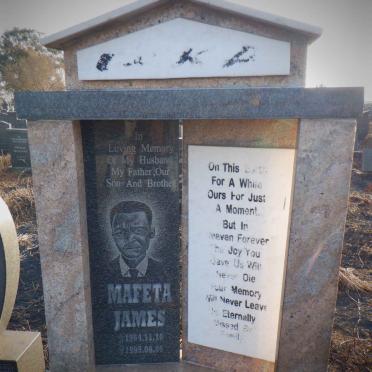 In
Loving Memory
Of My Husband
My Father,Our
Son And Brother
MAFETA
JAMES
On This
For A While
Ours For Just
A Moment.
But In
Heaven Forever
The Joy You
Gave Us Will
Never Die
Your Memory
Will Never Leave
Is Eternally